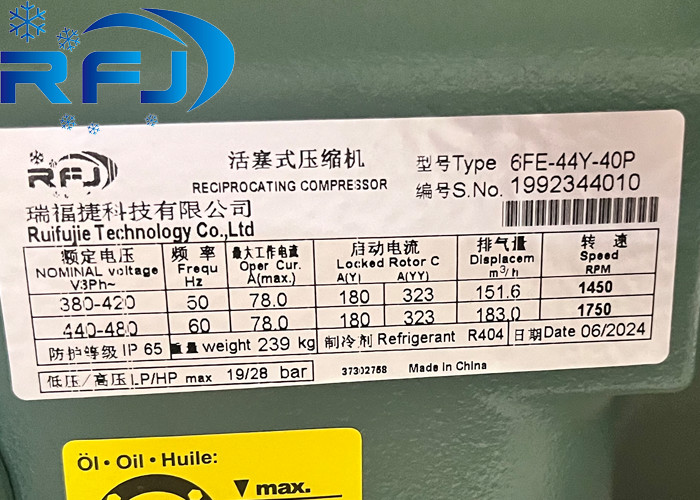 RFJ
RFJ
活塞式压缩机
RECIPROCATING COMPRESSOR
型号Type 6FE-44Y-40P
编号S.No. 1992344010
瑞福捷科技有限公司
Ruifujie Technology Co.,Ltd
额定电压 频率 最大工作电流 启动电流 排气量 转速
NOMINAL voltage Frequ Oper Cur. Locked Rotor C Displacem Speed
V3Ph~ Hz A(max.) A(Y) A(YY) m³/h RPM
380-420 50 78.0 180 323 151.6 1450
440-480 60 78.0 180 323 183.0 1750
防护等级 IP 65 重量 weight 239 kg 制冷剂 Refrigerant R404 日期Date 06/2024
低压/高压 LP/HP max 19/28 bar 37302758 Made in China
Öl · Oil · Huile:
max.